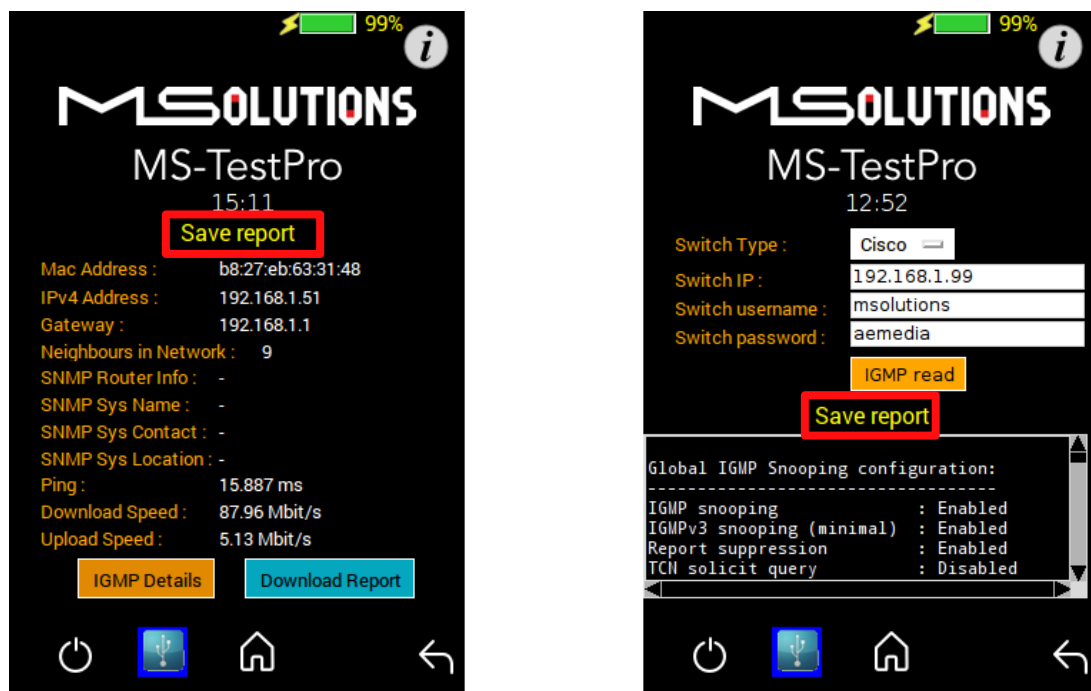 99%
i
MSOLUTIONS
MS-TestPro
15:11
Save report
Mac Address : b8:27:eb:63:31:48
IPv4 Address : 192.168.1.51
Gateway : 192.168.1.1
Neighbours in Network : 9
SNMP Router Info : -
SNMP Sys Name : -
SNMP Sys Contact : -
SNMP Sys Location : -
Ping : 15.887 ms
Download Speed : 87.96 Mbit/s
Upload Speed : 5.13 Mbit/s
IGMP Details Download Report
99%
i
MSOLUTIONS
MS-TestPro
12:52
Switch Type : Cisco
Switch IP : 192.168.1.99
Switch username : msolutions
Switch password : aemedia
IGMP read
Save report
Global IGMP Snooping configuration:
-----------------------------------
IGMP snooping : Enabled
IGMPv3 snooping (minimal) : Enabled
Report suppression : Enabled
TCN solicit query : Disabled